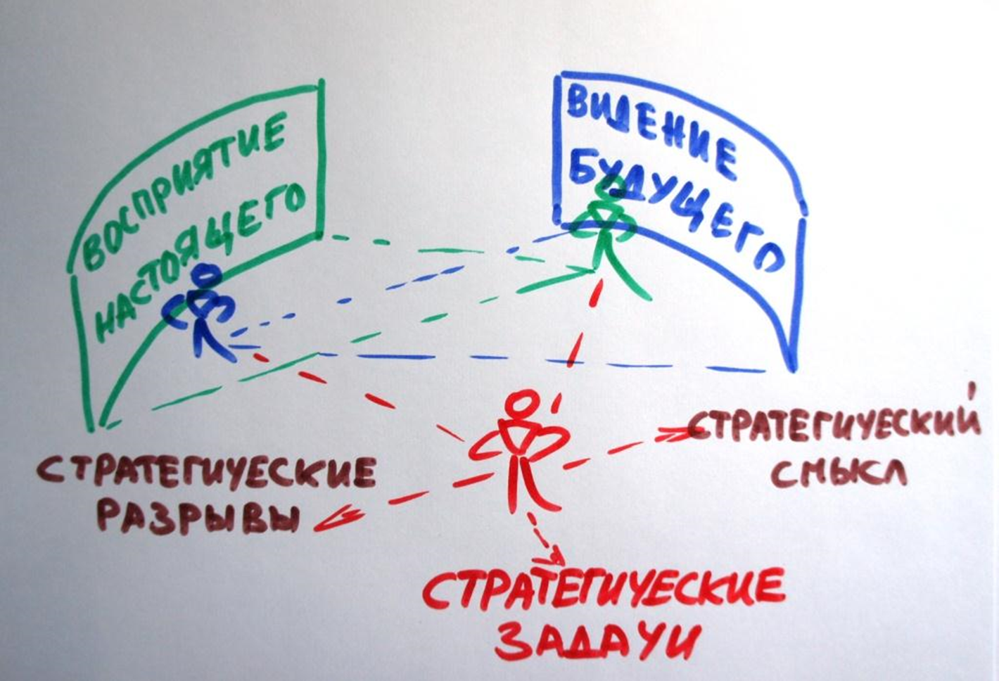 ВОСПРИЯТИЕ
НАСТОЯЩЕГО
ВИДЕНИЕ
БУДУЩЕГО
СТРАТЕГИЧЕСКИЕ
РАЗРЫВЫ
СТРАТЕГИЧЕСКИЙ
СМЫСЛ
СТРАТЕГИЧЕСКИЕ
ЗАДАЧИ